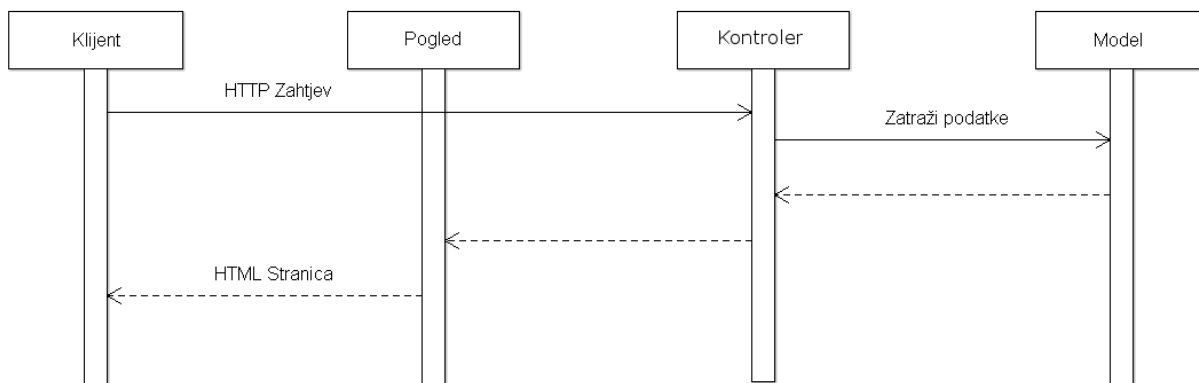 Klijent
Pogled
Kontroler
Model
HTTP Zahtjev
Zatraži podatke
HTML Stranica